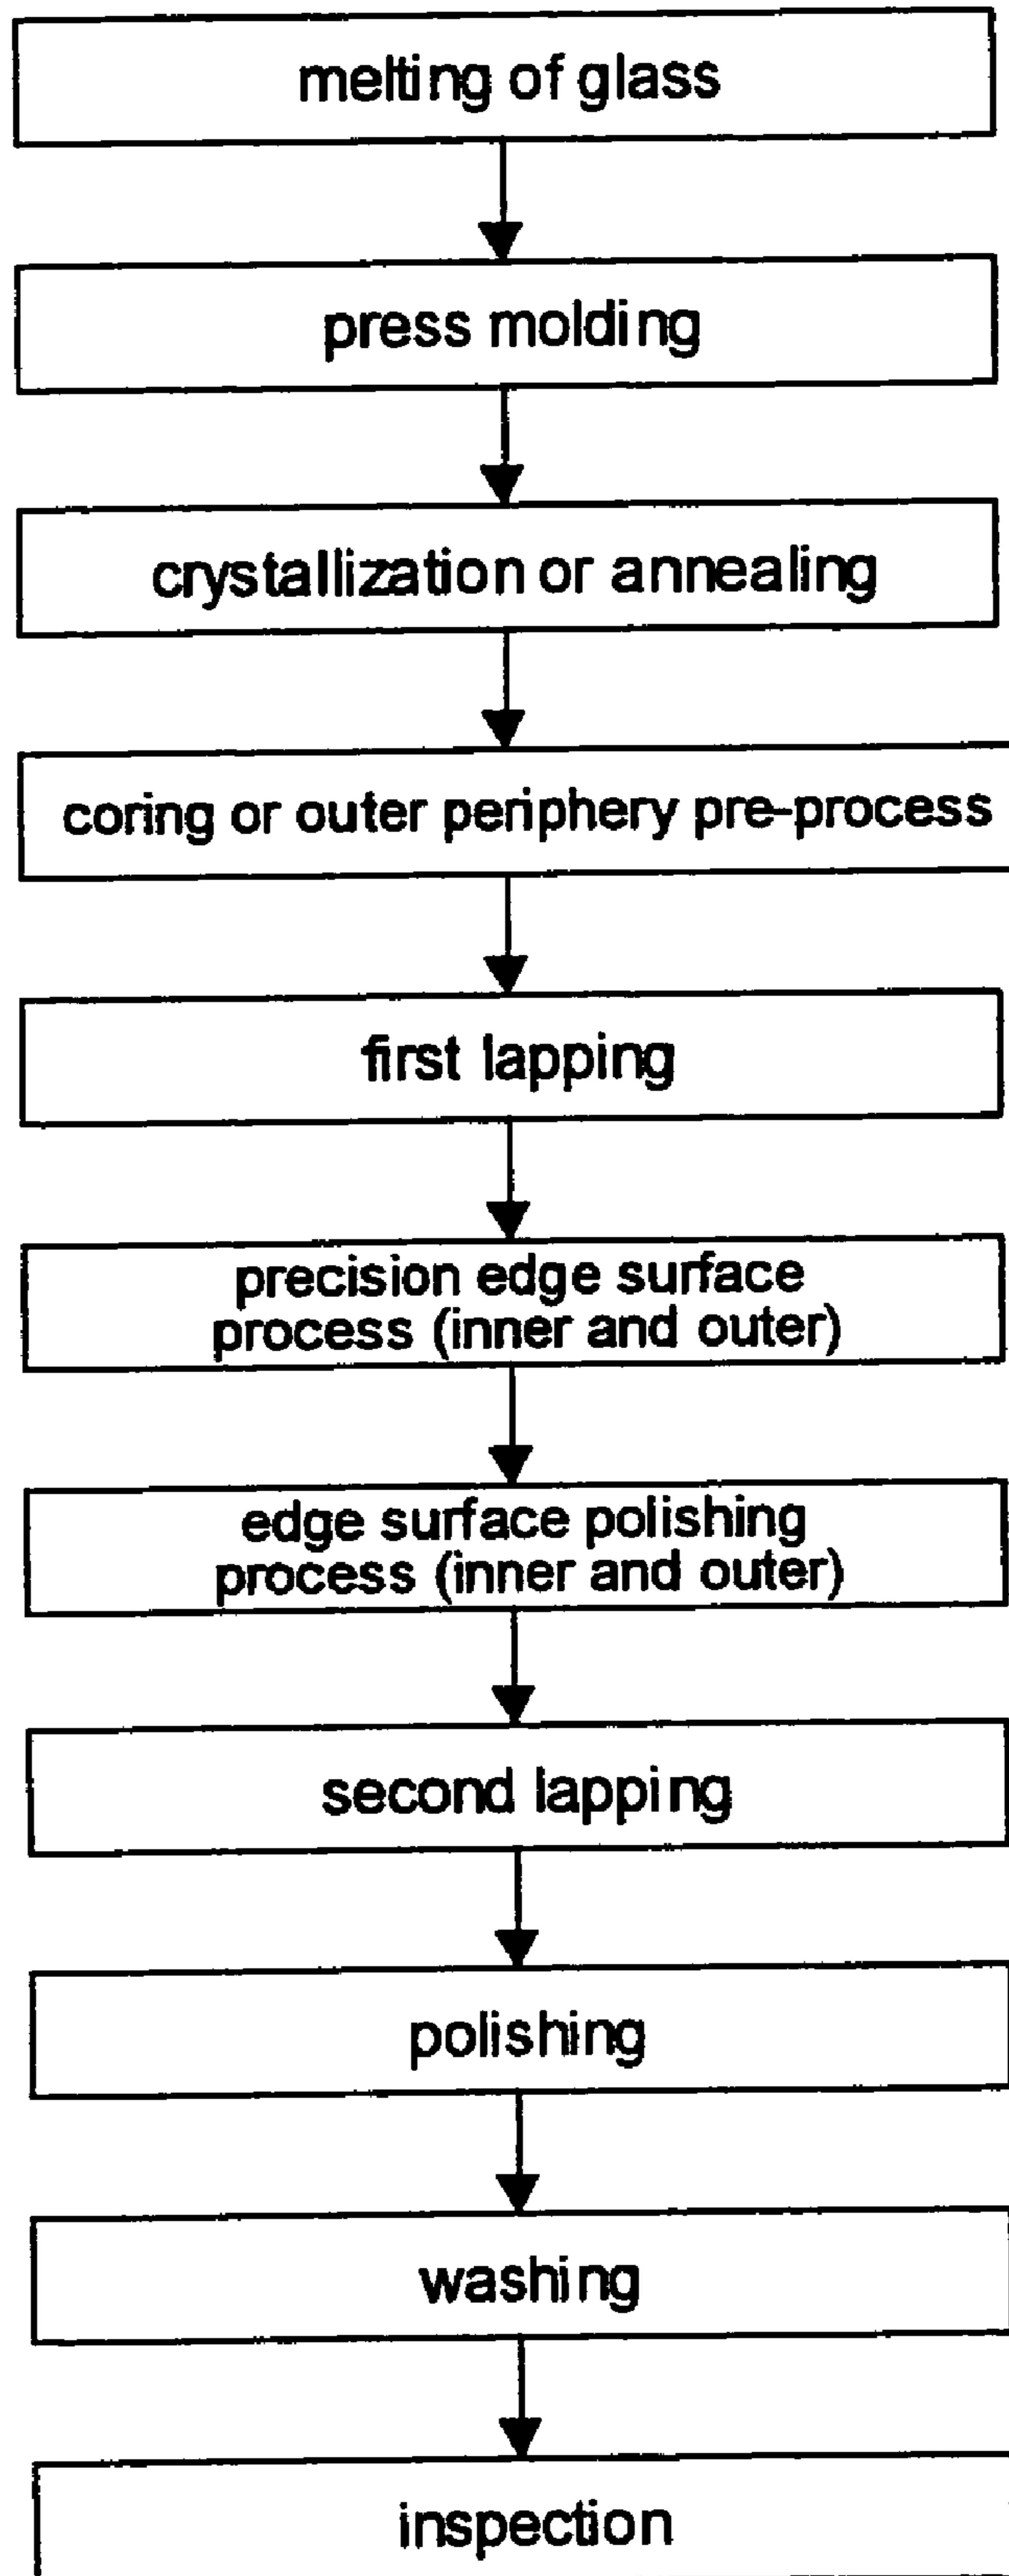 melting of glass
press molding
crystallization or annealing
coring or outer periphery pre-process
first lapping
precision edge surface
process (inner and outer)
edge surface polishing
process (inner and outer)
second lapping
polishing
washing
inspection